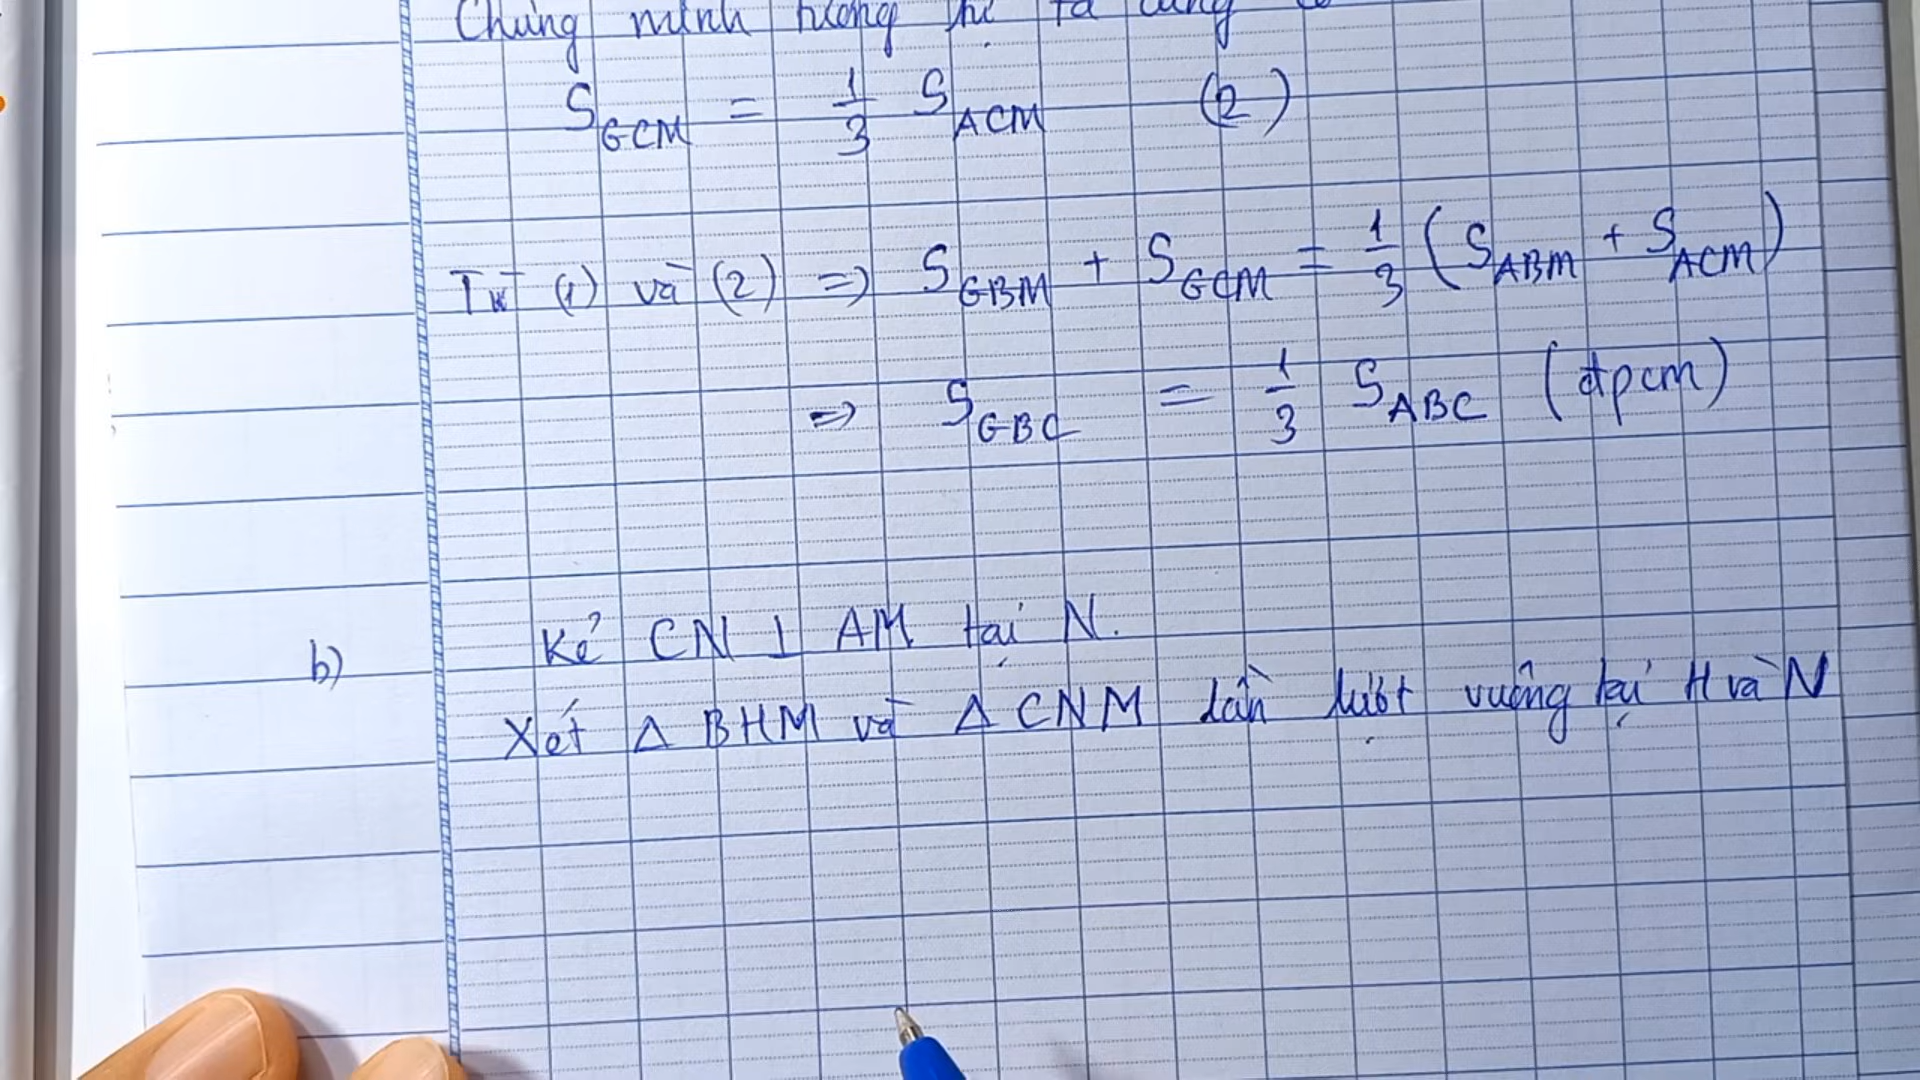 Chứng minh tương tự ta cũng
S_GCM = 1/3 S_ACM (2)
Từ (1) và (2) => S_GBM + S_GCM = 1/3 (S_ABM + S_ACM)
=> S_GBC = 1/3 S_ABC (đpcm)
b) Kẻ CN ⊥ AM tại N.
Xét Δ BHM và Δ CNM lần lượt vuông tại H và N